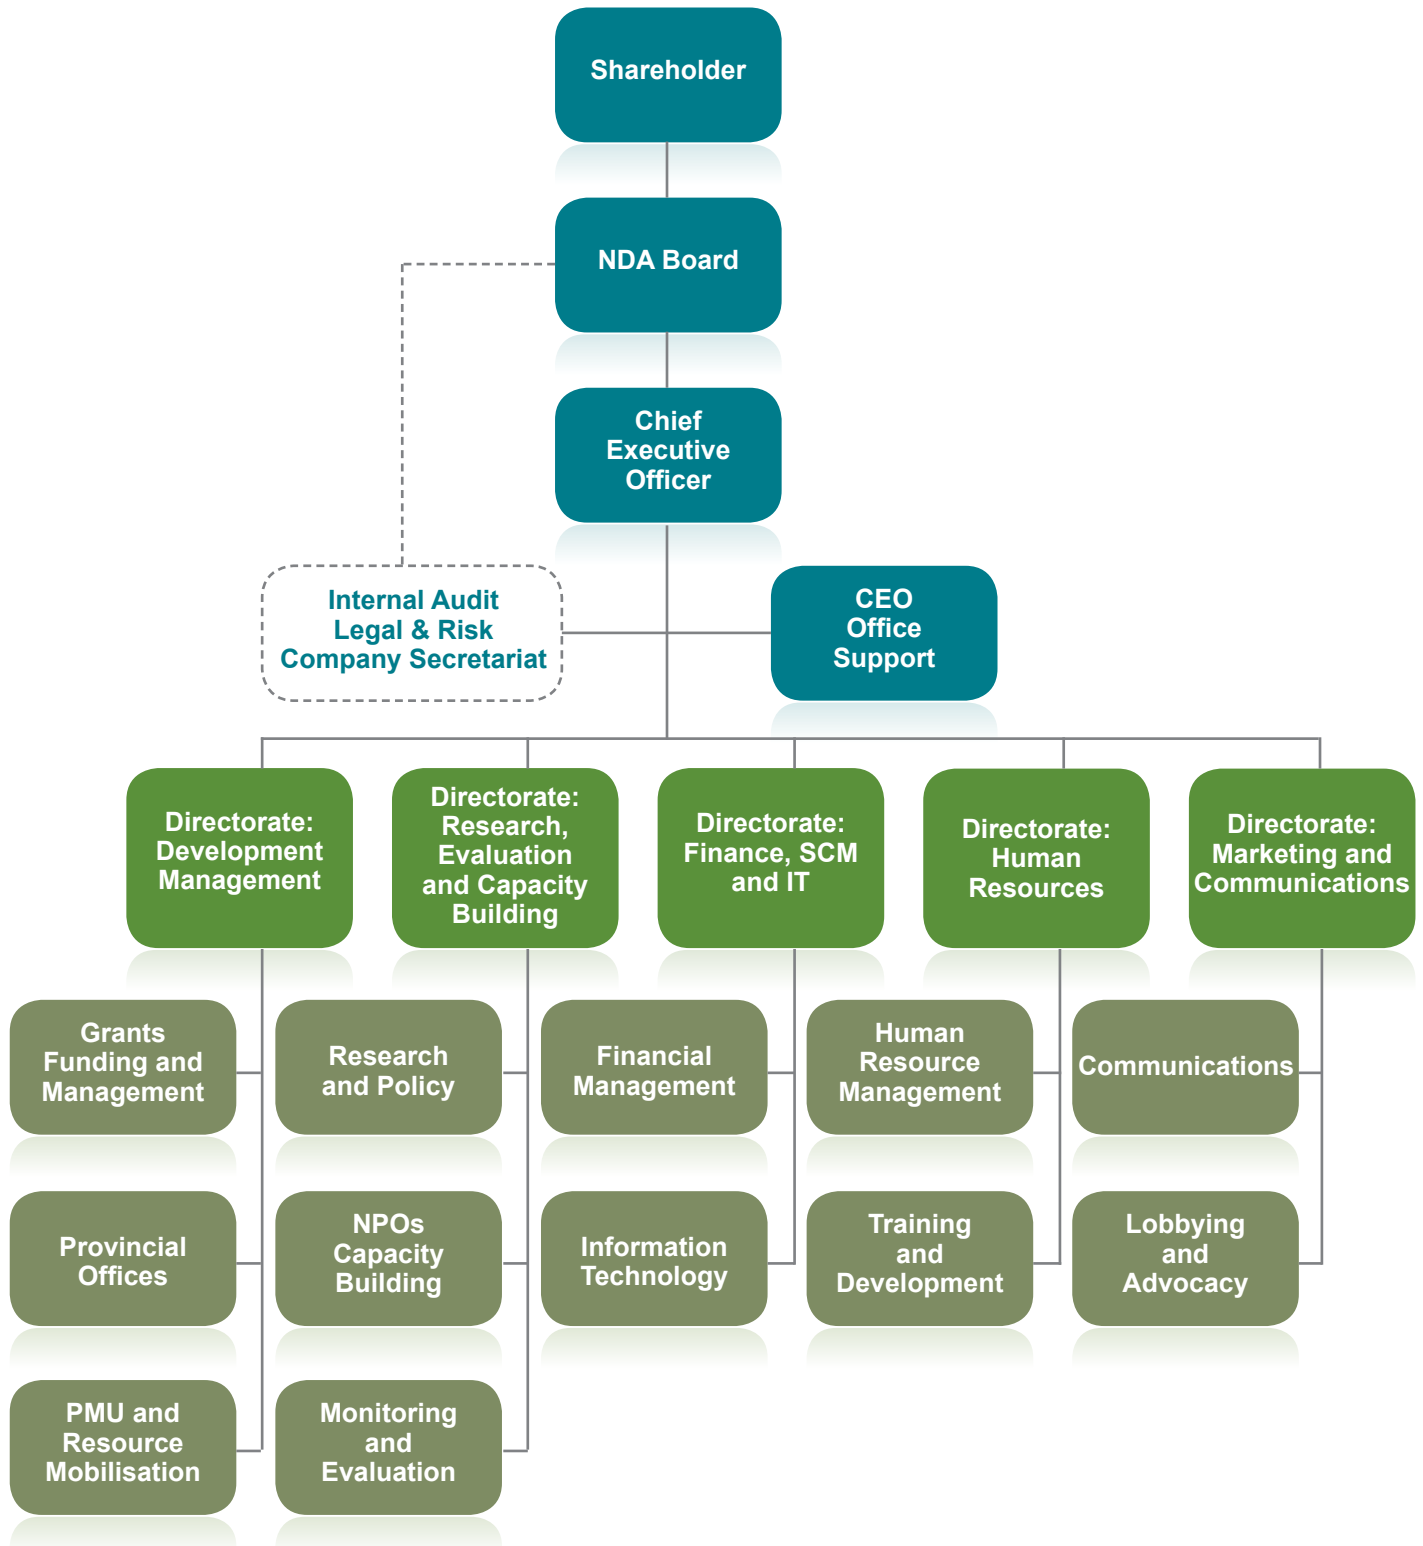 Shareholder
NDA Board
Chief
Executive
Officer
Internal Audit
Legal & Risk
Company Secretariat
CEO
Office
Support
Directorate:
Development
Management
Directorate:
Research,
Evaluation
and Capacity
Building
Directorate:
Finance, SCM
and IT
Directorate:
Human
Resources
Directorate:
Marketing and
Communications
Grants
Funding and
Management
Research
and Policy
Financial
Management
Human
Resource
Management
Communications
Provincial
Offices
NPOs
Capacity
Building
Information
Technology
Training
and
Development
Lobbying
and
Advocacy
PMU and
Resource
Mobilisation
Monitoring
and
Evaluation